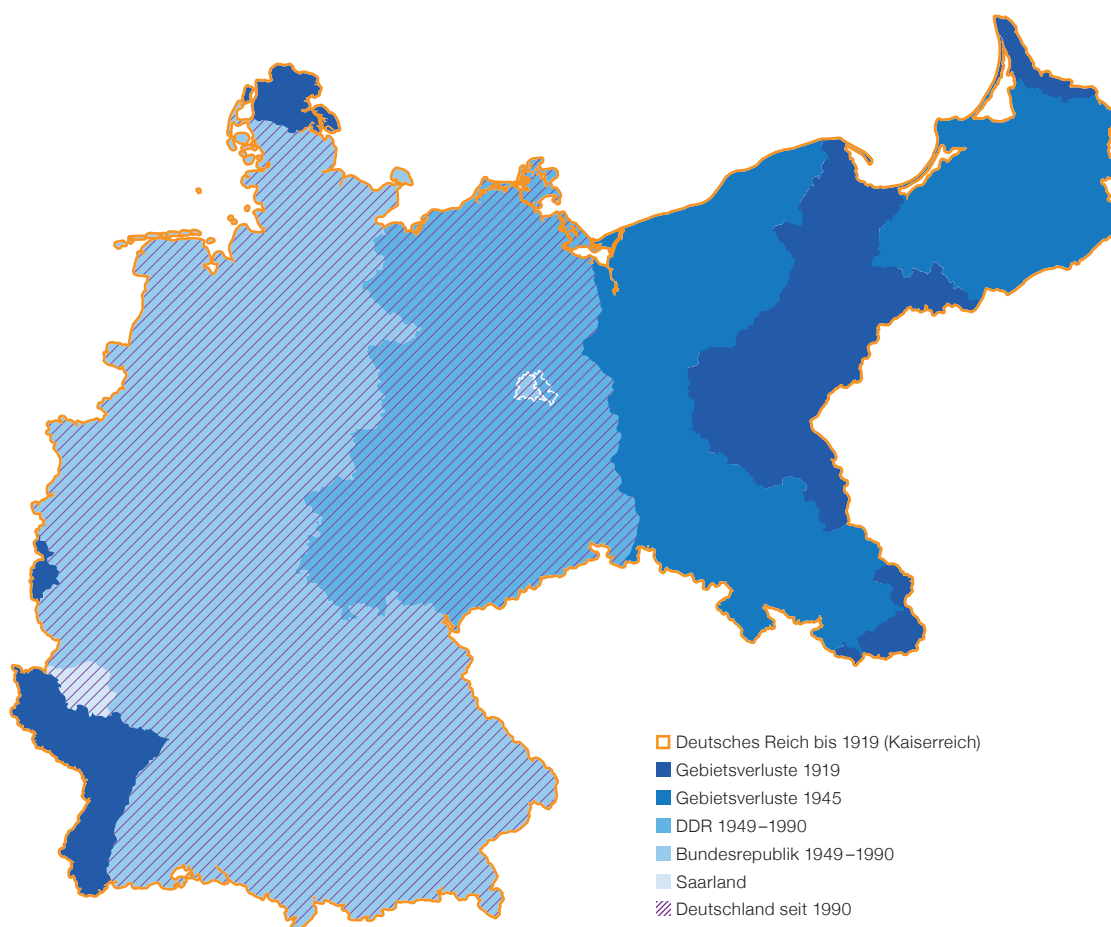 Deutsches Reich bis 1919 (Kaiserreich)
Gebietsverluste 1919
Gebietsverluste 1945
DDR 1949–1990
Bundesrepublik 1949–1990
Saarland
Deutschland seit 1990